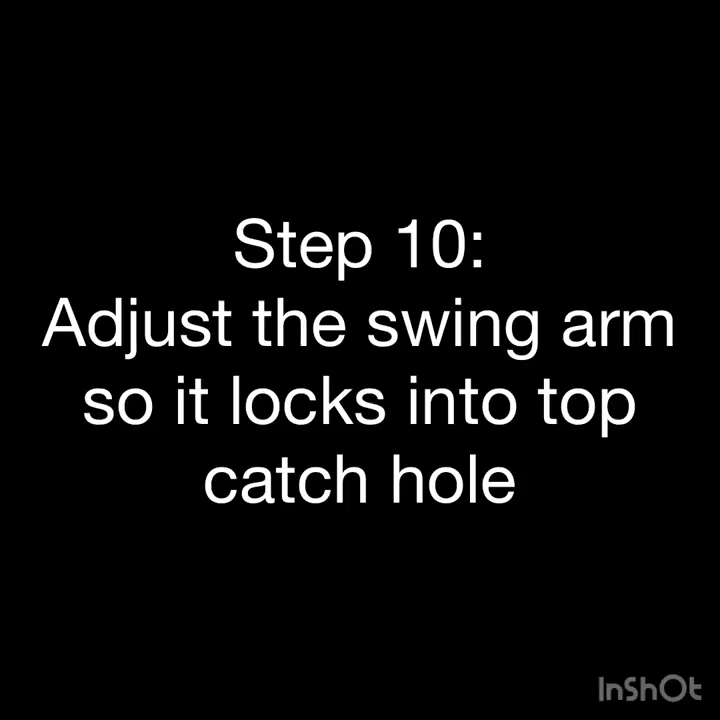 Step 10:
Adjust the swing arm
so it locks into top
catch hole
InShOt